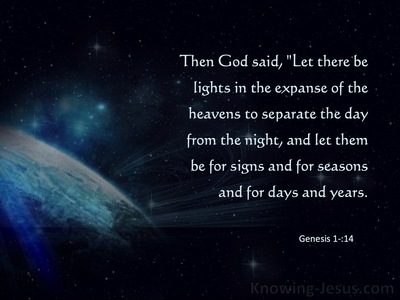 Then God said, "Let there be
lights in the expanse of the
heavens to separate the day
from the night, and let them
be for signs and for seasons
and for days and years.
Genesis 1-:14
Knowing-Jesus.com